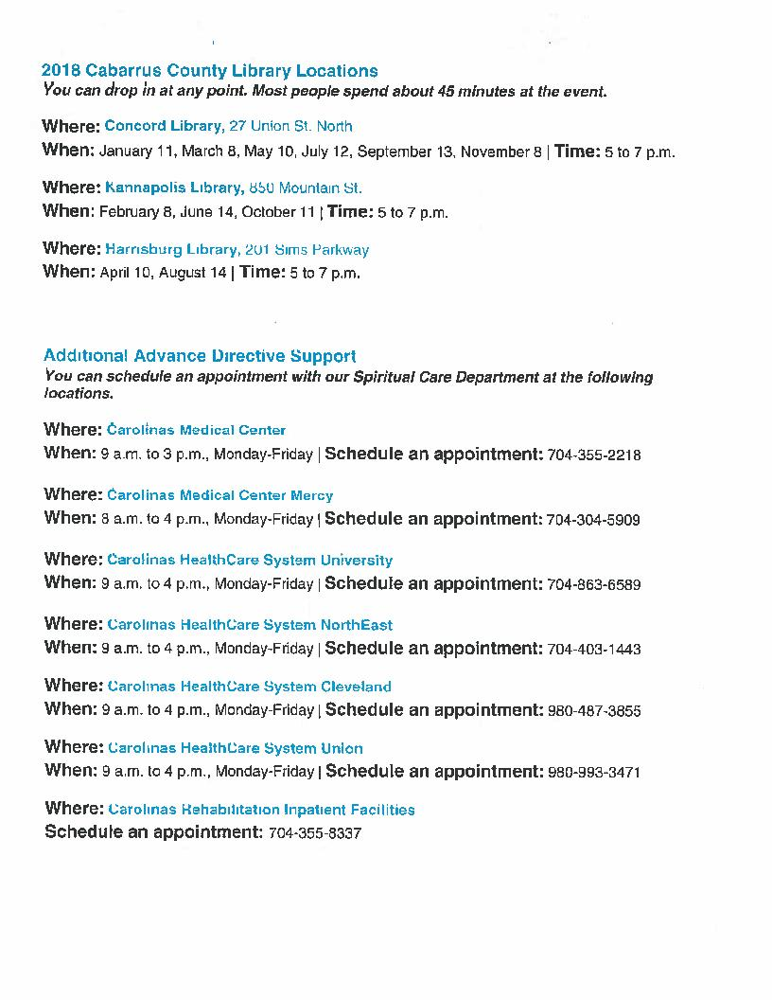 2018 Cabarrus County Library Locations
You can drop in at any point. Most people spend about 45 minutes at the event.
Where: Concord Library, 27 Union St. North
When: January 11, March 8, May 10, July 12, September 13, November 8 | Time: 5 to 7 p.m.
Where: Kannapolis Library, 850 Mountain St.
When: February 8, June 14, October 11 | Time: 5 to 7 p.m.
Where: Harrisburg Library, 201 Sims Parkway
When: April 10, August 14 | Time: 5 to 7 p.m.
Additional Advance Directive Support
You can schedule an appointment with our Spiritual Care Department at the following
locations.
Where: Carolinas Medical Center
When: 9 a.m. to 3 p.m., Monday-Friday | Schedule an appointment: 704-355-2218
Where: Carolinas Medical Center Mercy
When: 8 a.m. to 4 p.m., Monday-Friday | Schedule an appointment: 704-304-5909
Where: Carolinas HealthCare System University
When: 9 a.m. to 4 p.m., Monday-Friday | Schedule an appointment: 704-863-6589
Where: Carolinas HealthCare System NorthEast
When: 9 a.m. to 4 p.m., Monday-Friday | Schedule an appointment: 704-403-1443
Where: Carolinas HealthCare System Cleveland
When: 9 a.m. to 4 p.m., Monday-Friday | Schedule an appointment: 980-487-3855
Where: Carolinas HealthCare System Union
When: 9 a.m. to 4 p.m., Monday-Friday | Schedule an appointment: 980-993-3471
Where: Carolinas Rehabilitation Inpatient Facilities
Schedule an appointment: 704-355-8337